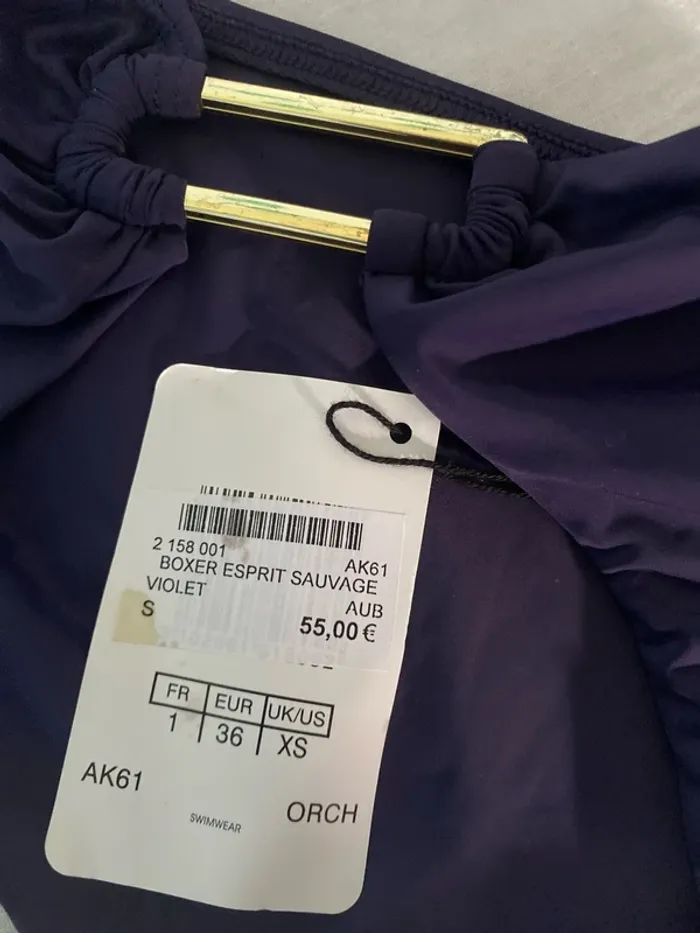 2 158 001 AK61
BOXER ESPRIT SAUVAGE
VIOLET AUB
S 55,00 €
FR EUR UK/US
1 36 XS
AK61 ORCH
SWIMWEAR